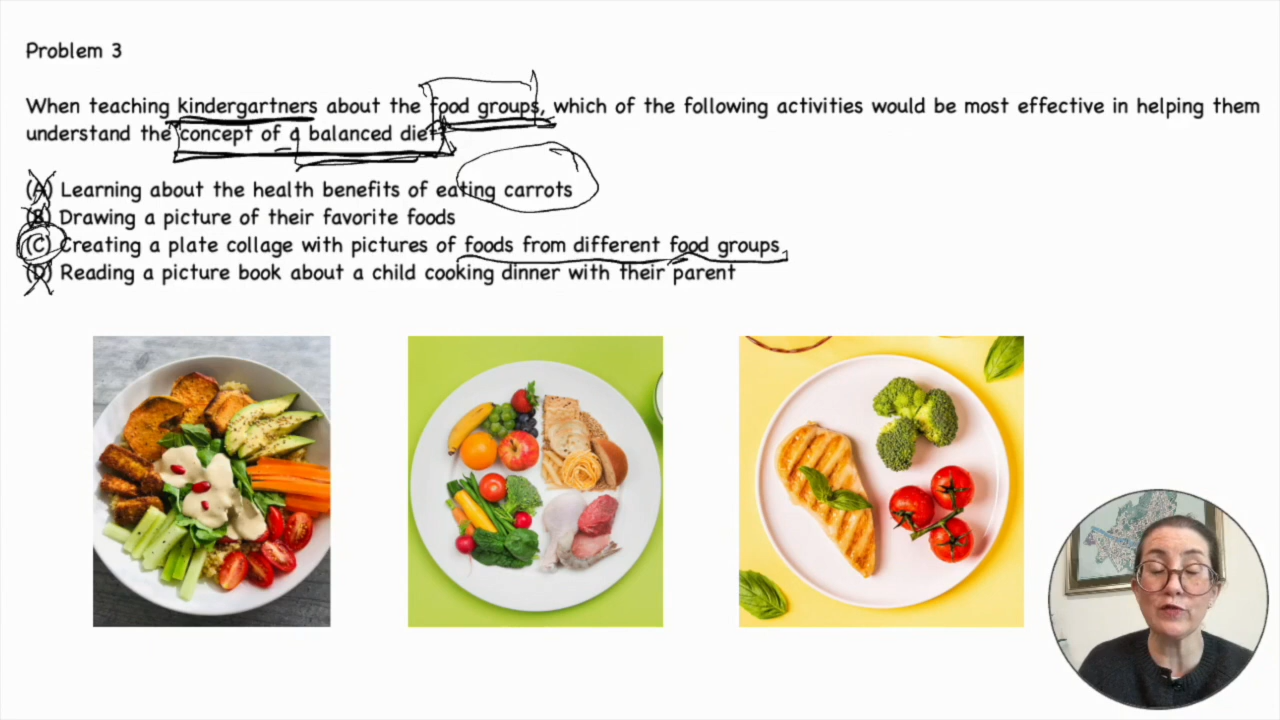 Problem 3
When teaching kindergartners about the food groups, which of the following activities would be most effective in helping them
understand the concept of a balanced diet?
(A) Learning about the health benefits of eating carrots
(B) Drawing a picture of their favorite foods
(C) Creating a plate collage with pictures of foods from different food groups
(D) Reading a picture book about a child cooking dinner with their parent